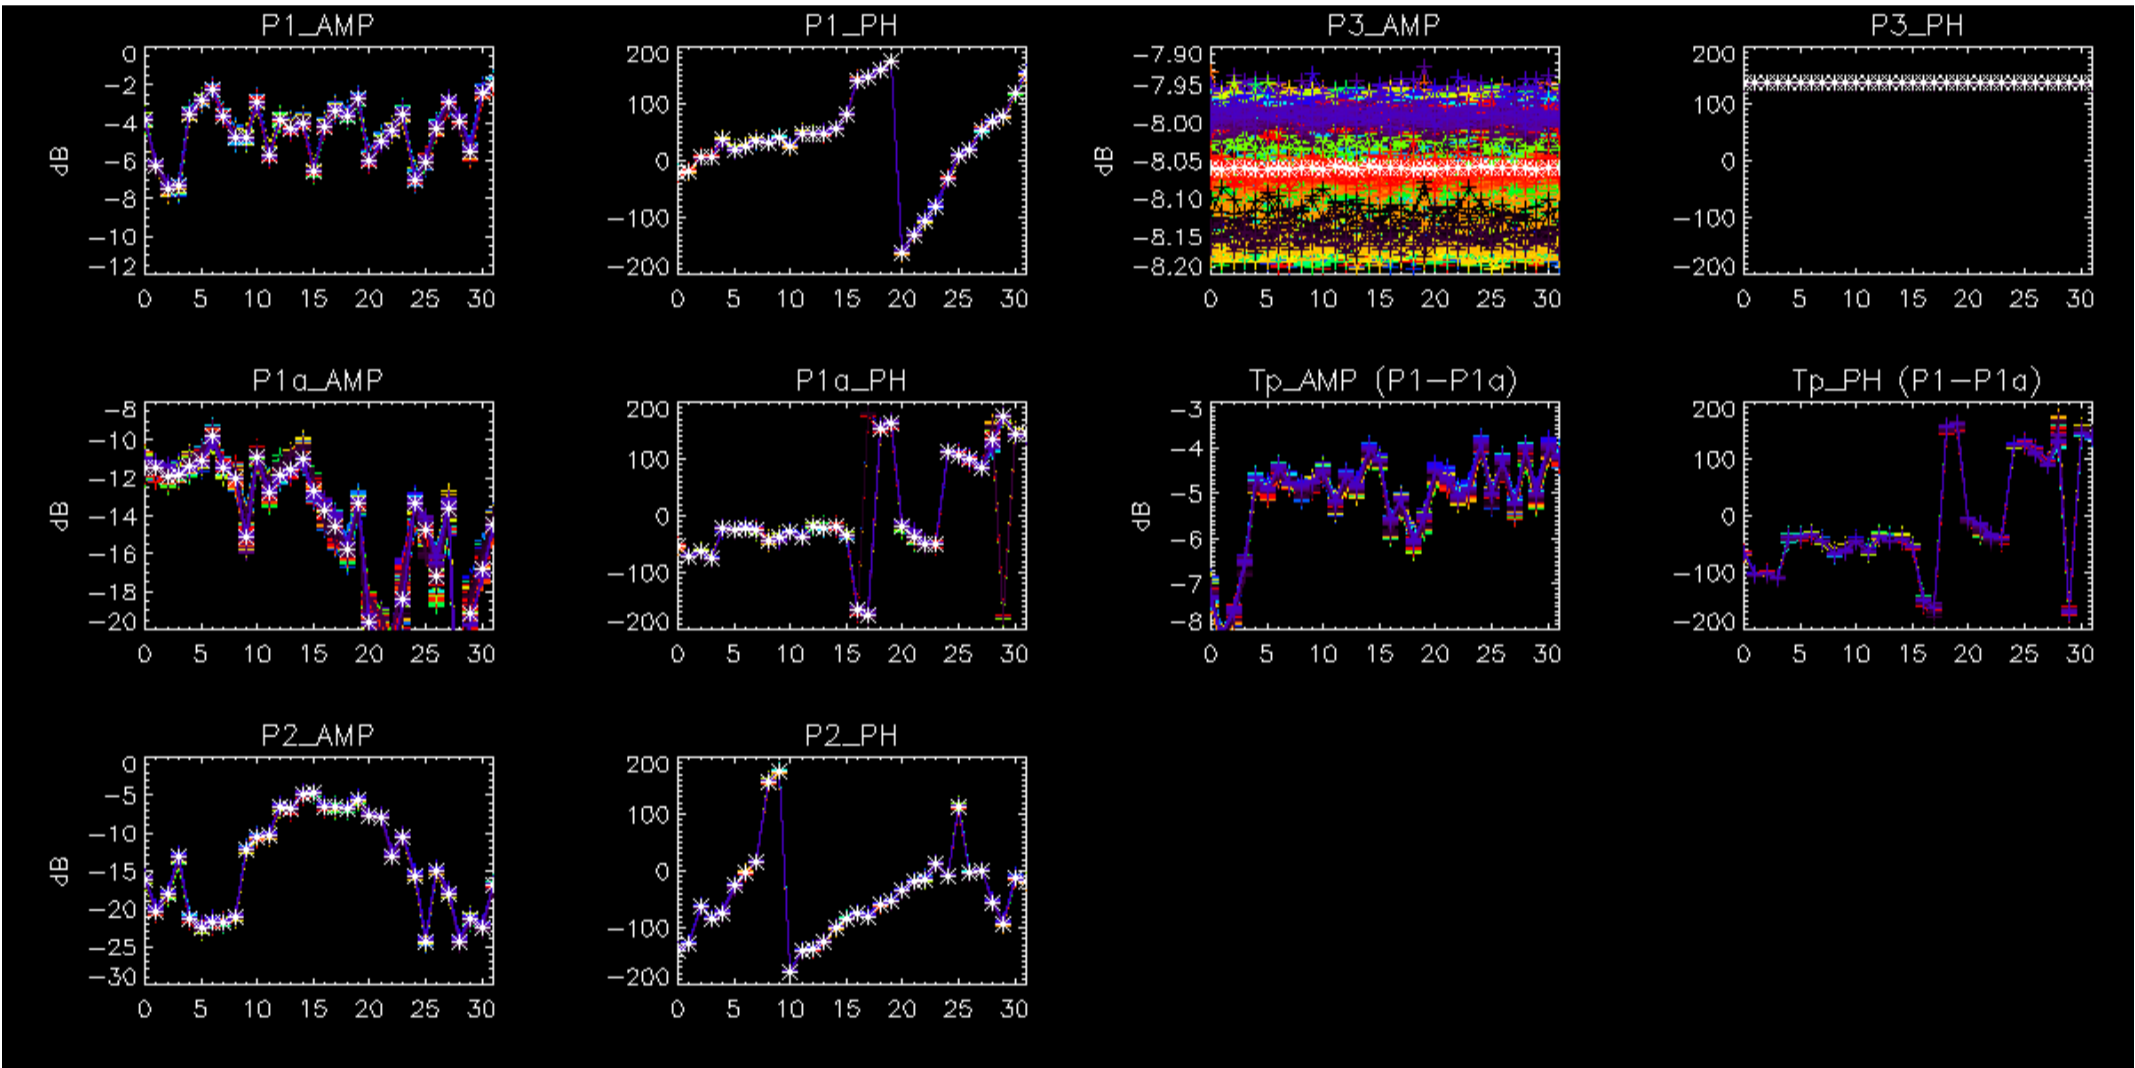 P1_AMP
0
−2
−4
−6
−8
−10
−12
dB
0 5 10 15 20 25 30
P1_PH
200
100
0
−100
−200
0 5 10 15 20 25 30
P3_AMP
−7.90
−7.95
−8.00
−8.05
−8.10
−8.15
−8.20
dB
0 5 10 15 20 25 30
P3_PH
200
100
0
−100
−200
0 5 10 15 20 25 30
P1a_AMP
−8
−10
−12
−14
−16
−18
−20
dB
0 5 10 15 20 25 30
P1a_PH
200
100
0
−100
−200
0 5 10 15 20 25 30
Tp_AMP (P1−P1a)
−3
−4
−5
−6
−7
−8
dB
0 5 10 15 20 25 30
Tp_PH (P1−P1a)
200
100
0
−100
−200
0 5 10 15 20 25 30
P2_AMP
0
−5
−10
−15
−20
−25
−30
dB
0 5 10 15 20 25 30
P2_PH
200
100
0
−100
−200
0 5 10 15 20 25 30